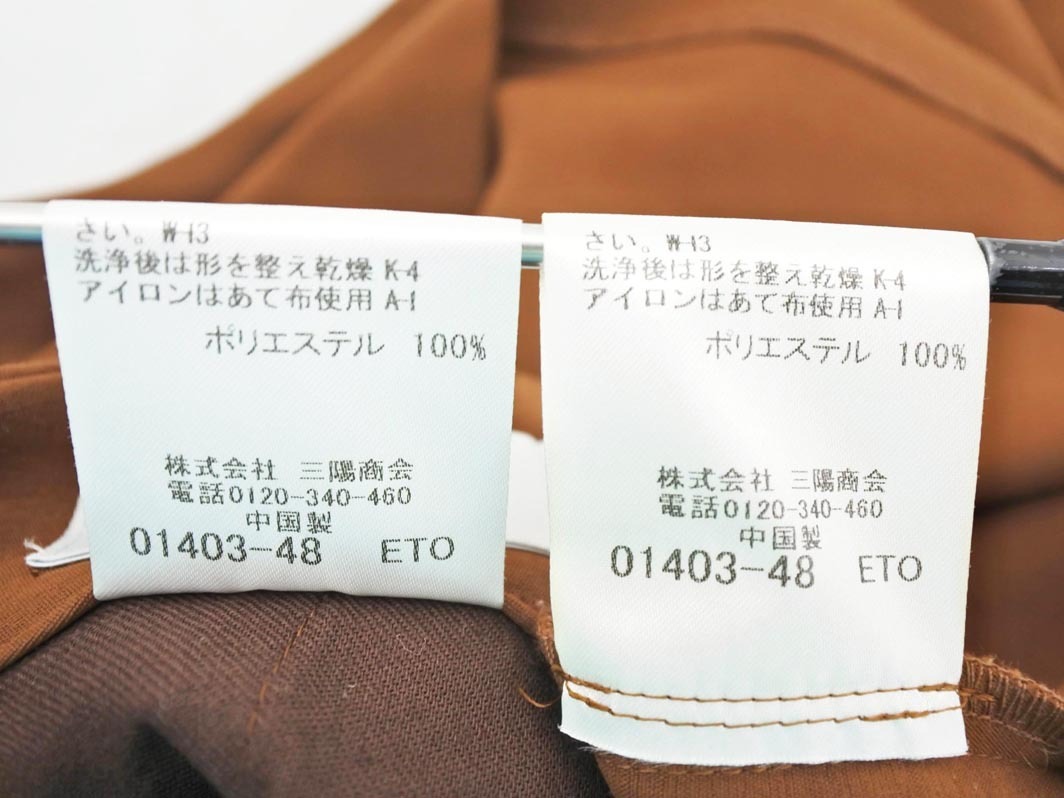 さい。W-13
洗浄後は形を整え乾燥 K-4
アイロンはあて布使用 A-1
ポリエステル 100%
株式会社 三陽商会
電話0120-340-460
中国製
01403-48 ETO
さい。W-13
洗浄後は形を整え乾燥 K-4
アイロンはあて布使用 A-1
ポリエステル 100%
株式会社 三陽商会
電話0120-340-460
中国製
01403-48 ETO